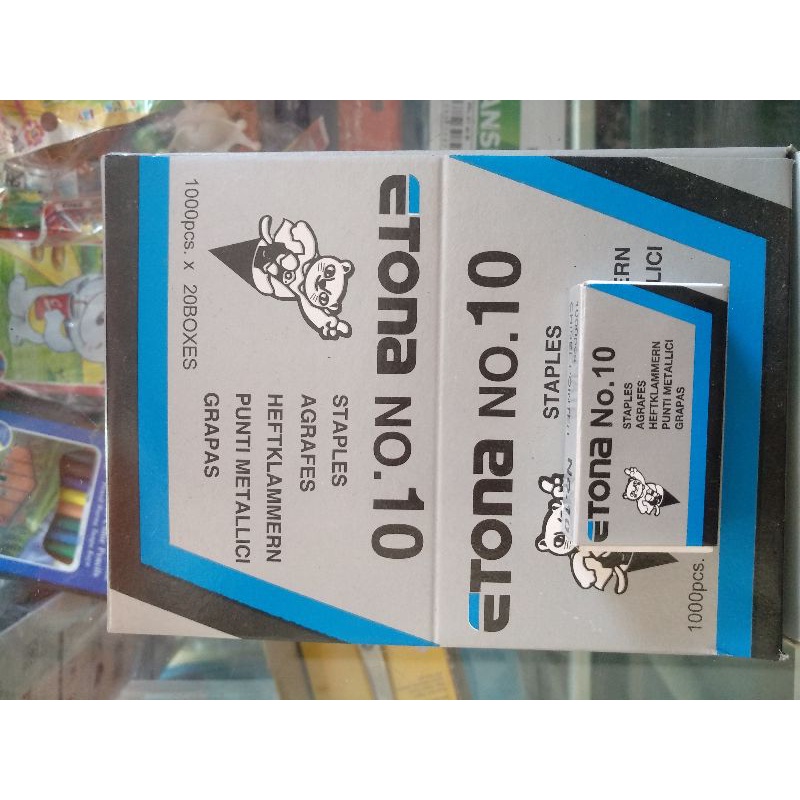 eTona NO.10
STAPLES
AGRAFES
HEFTKLAMMERN
PUNTI METALLICI
GRAPAS
1000pcs. x 20BOXES
eTona NO.10
STAPLES
1000pcs.
eTona No.10
STAPLES
AGRAFES
HEFTKLAMMERN
PUNTI METALLICI
GRAPAS